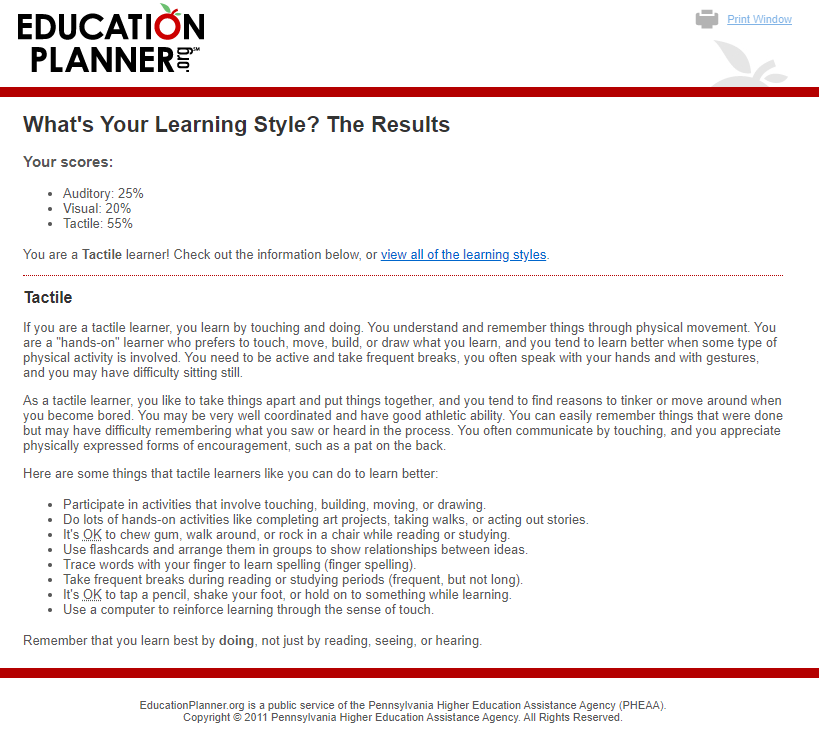 EDUCATION
PLANNER.org℠
Print Window
What's Your Learning Style? The Results
Your scores:
• Auditory: 25%
• Visual: 20%
• Tactile: 55%
You are a Tactile learner! Check out the information below, or view all of the learning styles.
Tactile
If you are a tactile learner, you learn by touching and doing. You understand and remember things through physical movement. You
are a "hands-on" learner who prefers to touch, move, build, or draw what you learn, and you tend to learn better when some type of
physical activity is involved. You need to be active and take frequent breaks, you often speak with your hands and with gestures,
and you may have difficulty sitting still.
As a tactile learner, you like to take things apart and put things together, and you tend to find reasons to tinker or move around when
you become bored. You may be very well coordinated and have good athletic ability. You can easily remember things that were done
but may have difficulty remembering what you saw or heard in the process. You often communicate by touching, and you appreciate
physically expressed forms of encouragement, such as a pat on the back.
Here are some things that tactile learners like you can do to learn better:
• Participate in activities that involve touching, building, moving, or drawing.
• Do lots of hands-on activities like completing art projects, taking walks, or acting out stories.
• It's OK to chew gum, walk around, or rock in a chair while reading or studying.
• Use flashcards and arrange them in groups to show relationships between ideas.
• Trace words with your finger to learn spelling (finger spelling).
• Take frequent breaks during reading or studying periods (frequent, but not long).
• It's OK to tap a pencil, shake your foot, or hold on to something while learning.
• Use a computer to reinforce learning through the sense of touch.
Remember that you learn best by doing, not just by reading, seeing, or hearing.
EducationPlanner.org is a public service of the Pennsylvania Higher Education Assistance Agency (PHEAA).
Copyright © 2011 Pennsylvania Higher Education Assistance Agency. All Rights Reserved.